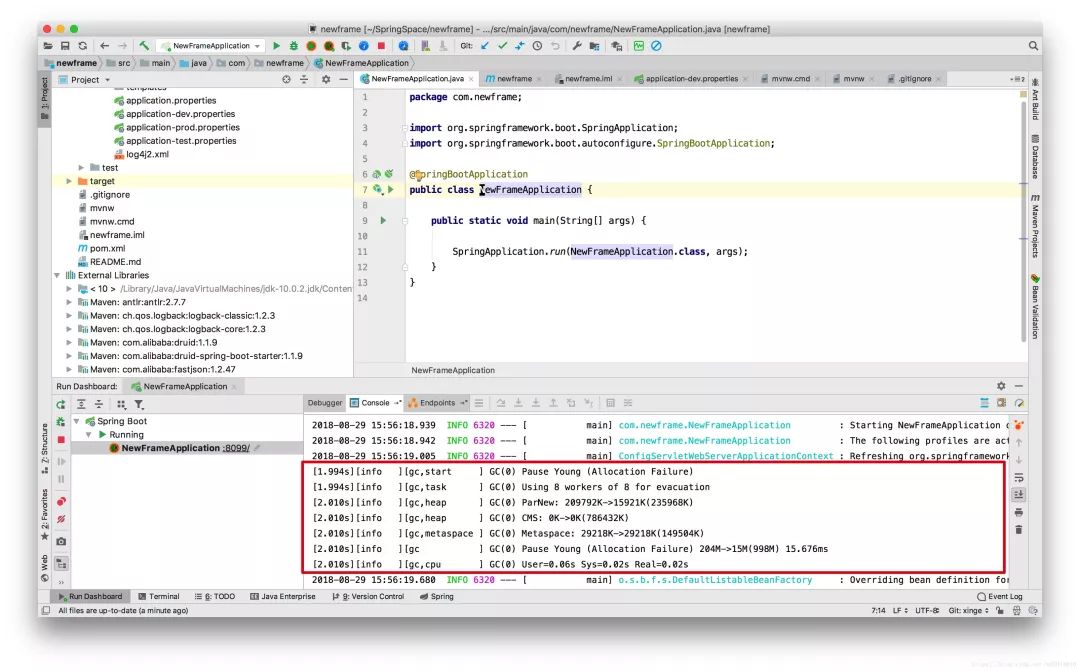 newframe [~/SpringSpace/newframe] - .../src/main/java/com/newframe/NewFrameApplication.java [newframe]
NewFrameApplication
Git:
newframe src main java com newframe NewFrameApplication
1: Project
Project
NewFrameApplication.java newframe newframe.iml application-dev.properties mvnw.cmd mvnw .gitignore
templates
application.properties
application-dev.properties
application-prod.properties
application-test.properties
log4j2.xml
test
target
.gitignore
mvnw
mvnw.cmd
newframe.iml
pom.xml
README.md
External Libraries
< 10 > /Library/Java/JavaVirtualMachines/jdk-10.0.2.jdk/Conten
Maven: antlr:antlr:2.7.7
Maven: ch.qos.logback:logback-classic:1.2.3
Maven: ch.qos.logback:logback-core:1.2.3
Maven: com.alibaba:druid:1.1.9
Maven: com.alibaba:druid-spring-boot-starter:1.1.9
Maven: com.alibaba:fastjson:1.2.47
1 package com.newframe;
2
3 import org.springframework.boot.SpringApplication;
4 import org.springframework.boot.autoconfigure.SpringBootApplication;
5
6 @SpringBootApplication
7 public class NewFrameApplication {
8
9 public static void main(String[] args) {
10
11 SpringApplication.run(NewFrameApplication.class, args);
12 }
13 }
14
NewFrameApplication
Ant Build
Database
Maven Projects
Bean Validation
Run Dashboard: NewFrameApplication
Debugger Console Endpoints
Spring Boot
Running
NewFrameApplication :8099/
7: Structure
2: Favorites
Web
2018-08-29 15:56:18.939 INFO 6320 --- [ main] com.newframe.NewFrameApplication : Starting NewFrameApplication o
2018-08-29 15:56:18.942 INFO 6320 --- [ main] com.newframe.NewFrameApplication : The following profiles are act
2018-08-29 15:56:19.005 INFO 6320 --- [ main] ConfigServletWebServerApplicationContext : Refreshing org.springframework
[1.994s][info ][gc,start ] GC(0) Pause Young (Allocation Failure)
[1.994s][info ][gc,task ] GC(0) Using 8 workers of 8 for evacuation
[2.010s][info ][gc,heap ] GC(0) ParNew: 209792K->15921K(235968K)
[2.010s][info ][gc,heap ] GC(0) CMS: 0K->0K(786432K)
[2.010s][info ][gc,metaspace ] GC(0) Metaspace: 29218K->29218K(149504K)
[2.010s][info ][gc ] GC(0) Pause Young (Allocation Failure) 204M->15M(998M) 15.676ms
[2.010s][info ][gc,cpu ] GC(0) User=0.06s Sys=0.02s Real=0.02s
2018-08-29 15:56:19.680 INFO 6320 --- [ main] o.s.b.f.s.DefaultListableBeanFactory : Overriding bean definition for
Run Dashboard Terminal 6: TODO Java Enterprise 9: Version Control Spring Event Log
All files are up-to-date (a minute ago) 7:14 LF UTF-8 Git: xinge